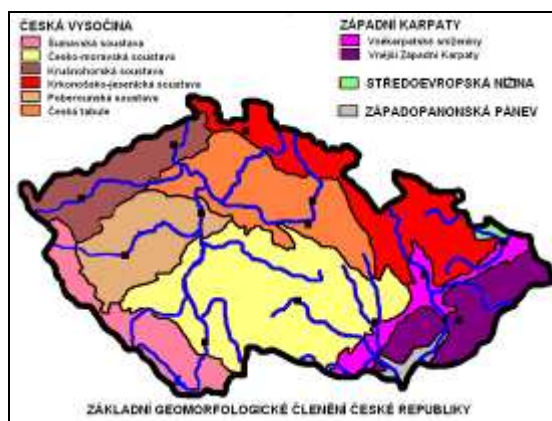 ČESKÁ VYSOČINA
Šumavská soustava
Česko-moravská soustava
Krušnohorská soustava
Krkonošsko-jesenická soustava
Poberounská soustava
Česká tabule
ZÁPADNÍ KARPATY
Vněkarpatské sníženiny
Vnější Západní Karpaty
STŘEDOEVROPSKÁ NÍŽINA
ZÁPADOPANONSKÁ PÁNEV
ZÁKLADNÍ GEOMORFOLOGICKÉ ČLENĚNÍ ČESKÉ REPUBLIKY